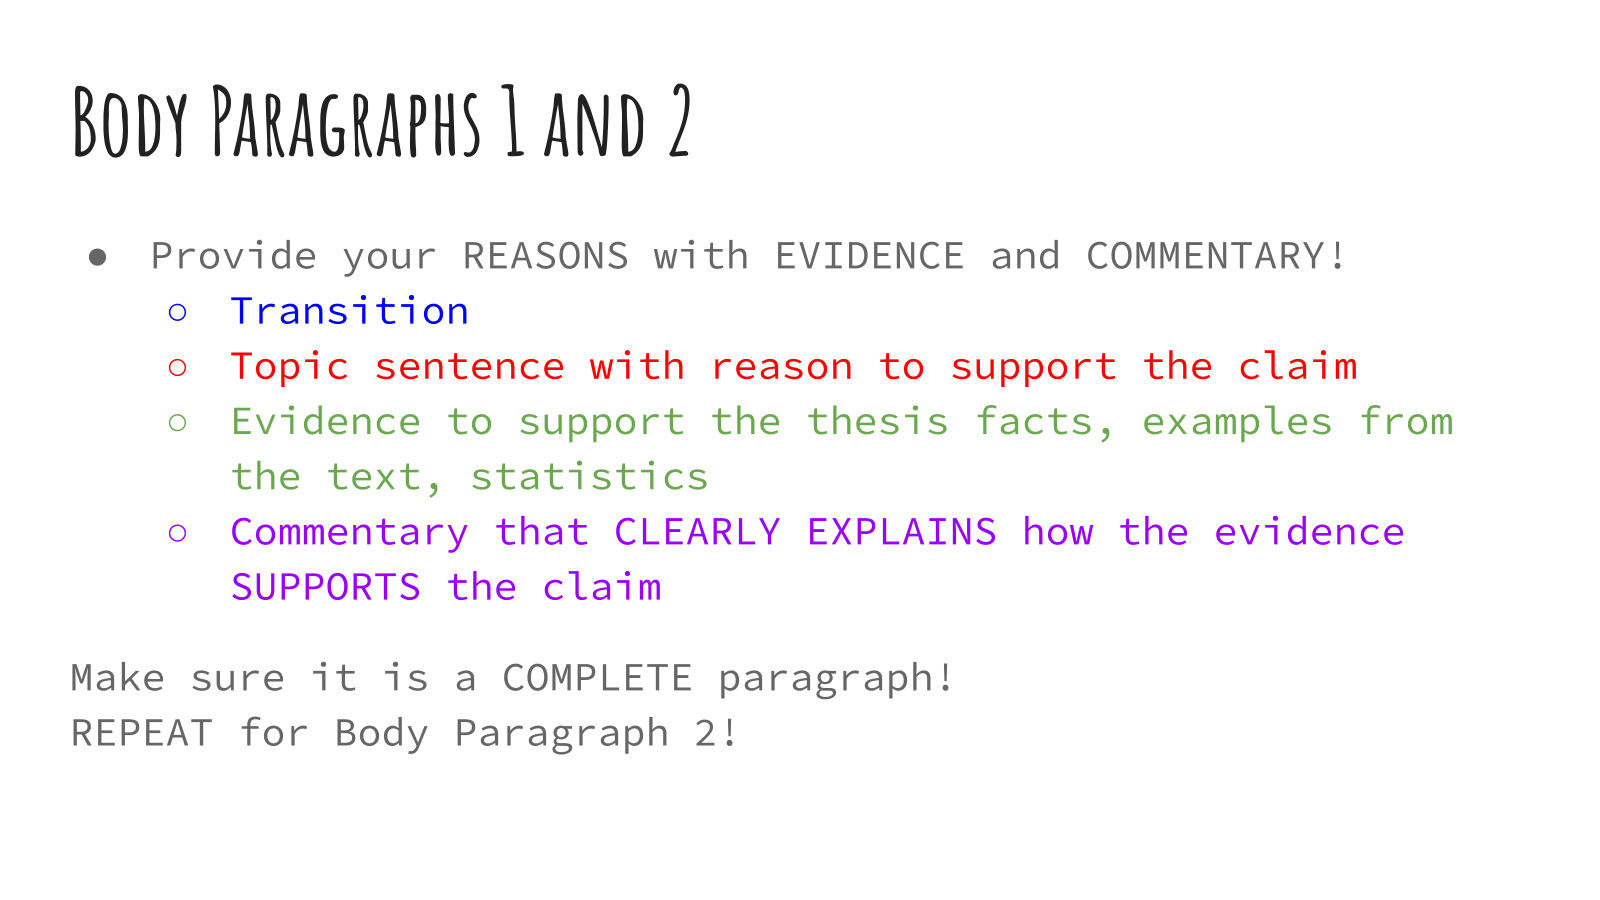 Body Paragraphs 1 and 2
● Provide your REASONS with EVIDENCE and COMMENTARY!
○ Transition
○ Topic sentence with reason to support the claim
○ Evidence to support the thesis facts, examples from
the text, statistics
○ Commentary that CLEARLY EXPLAINS how the evidence
SUPPORTS the claim
Make sure it is a COMPLETE paragraph!
REPEAT for Body Paragraph 2!